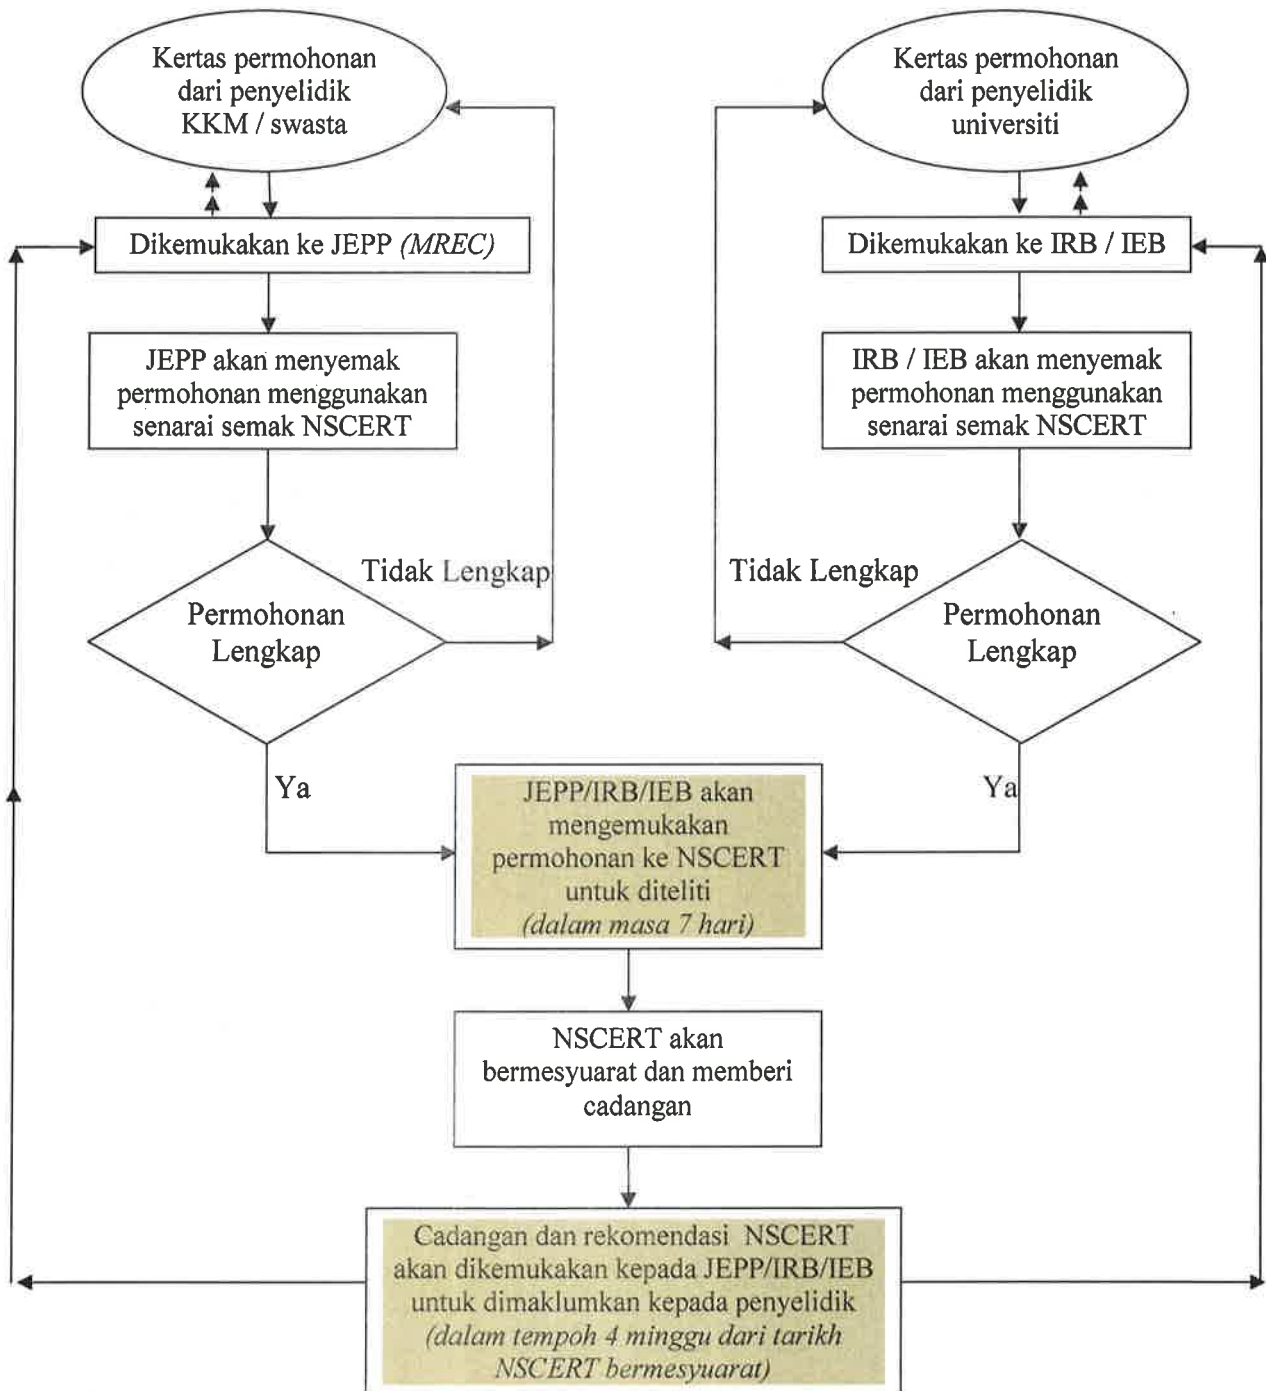 Kertas permohonan
dari penyelidik
KKM / swasta
Kertas permohonan
dari penyelidik
universiti
Dikemukakan ke JEPP (MREC)
Dikemukakan ke IRB / IEB
JEPP akan menyemak
permohonan menggunakan
senarai semak NSCERT
IRB / IEB akan menyemak
permohonan menggunakan
senarai semak NSCERT
Tidak Lengkap
Tidak Lengkap
Permohonan
Lengkap
Permohonan
Lengkap
Ya
Ya
JEPP/IRB/IEB akan
mengemukakan
permohonan ke NSCERT
untuk diteliti
(dalam masa 7 hari)
NSCERT akan
bermesyuarat dan memberi
cadangan
Cadangan dan rekomendasi NSCERT
akan dikemukakan kepada JEPP/IRB/IEB
untuk dimaklumkan kepada penyelidik
(dalam tempoh 4 minggu dari tarikh
NSCERT bermesyuarat)